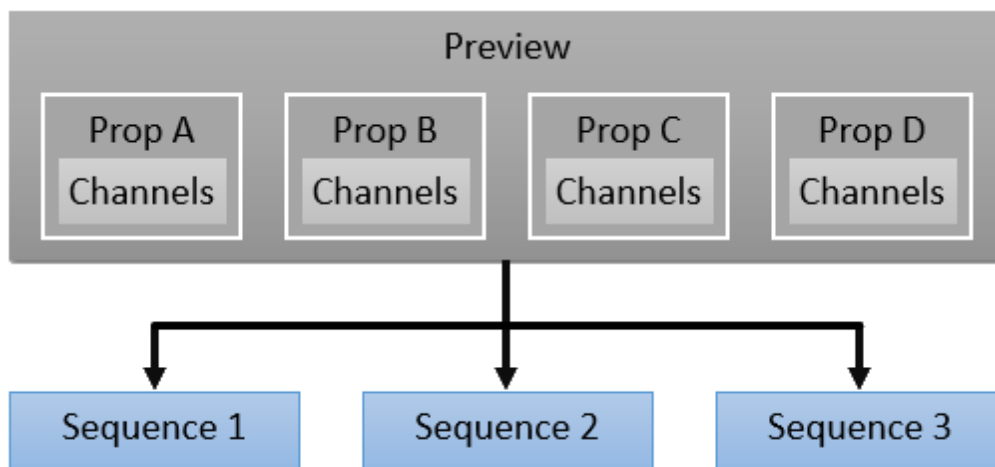 Preview
Prop A
Prop B
Prop C
Prop D
Channels
Channels
Channels
Channels
Sequence 1
Sequence 2
Sequence 3